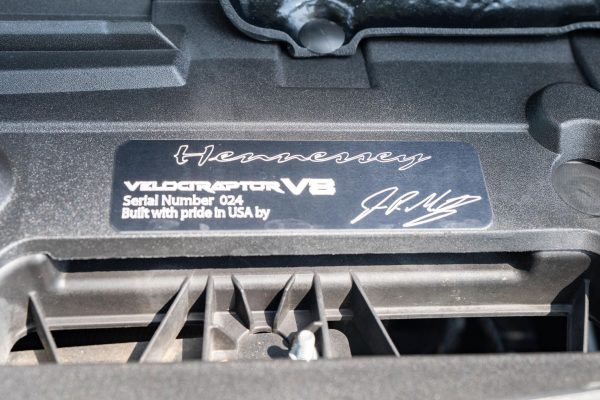 Hennessey
VELOCIRAPTOR V8
Serial Number 024
Built with pride in USA by